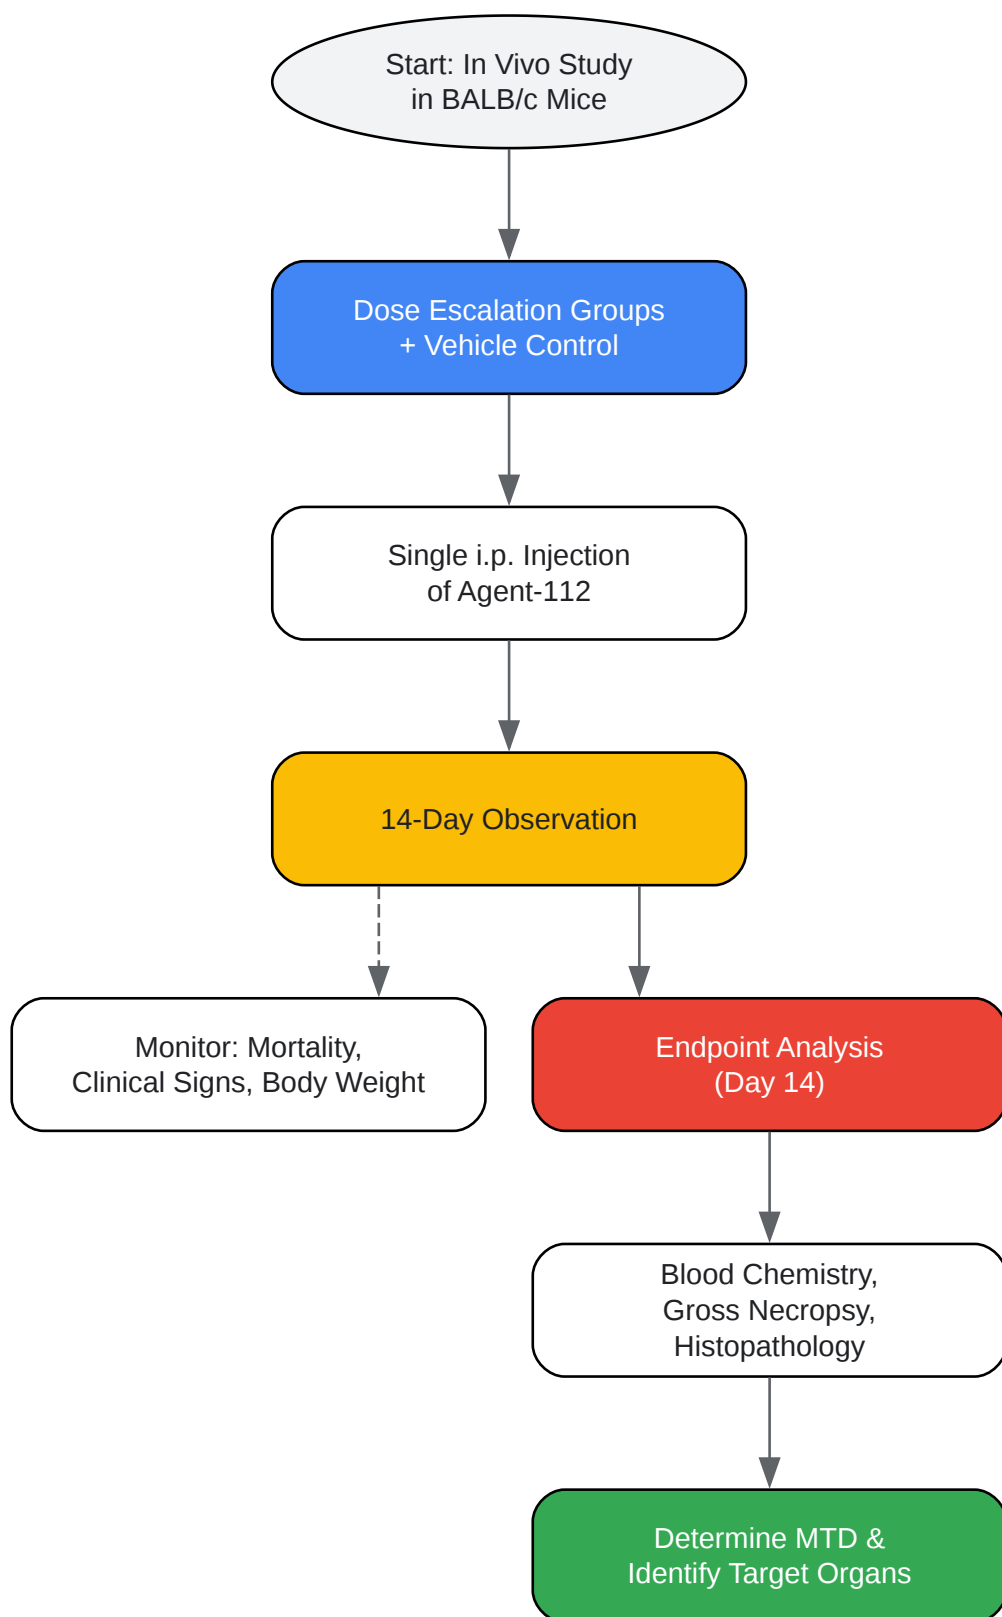 Start: In Vivo Study
in BALB/c Mice
Dose Escalation Groups
+ Vehicle Control
Single i.p. Injection
of Agent-112
14-Day Observation
Monitor: Mortality,
Clinical Signs, Body Weight
Endpoint Analysis
(Day 14)
Blood Chemistry,
Gross Necropsy,
Histopathology
Determine MTD &
Identify Target Organs